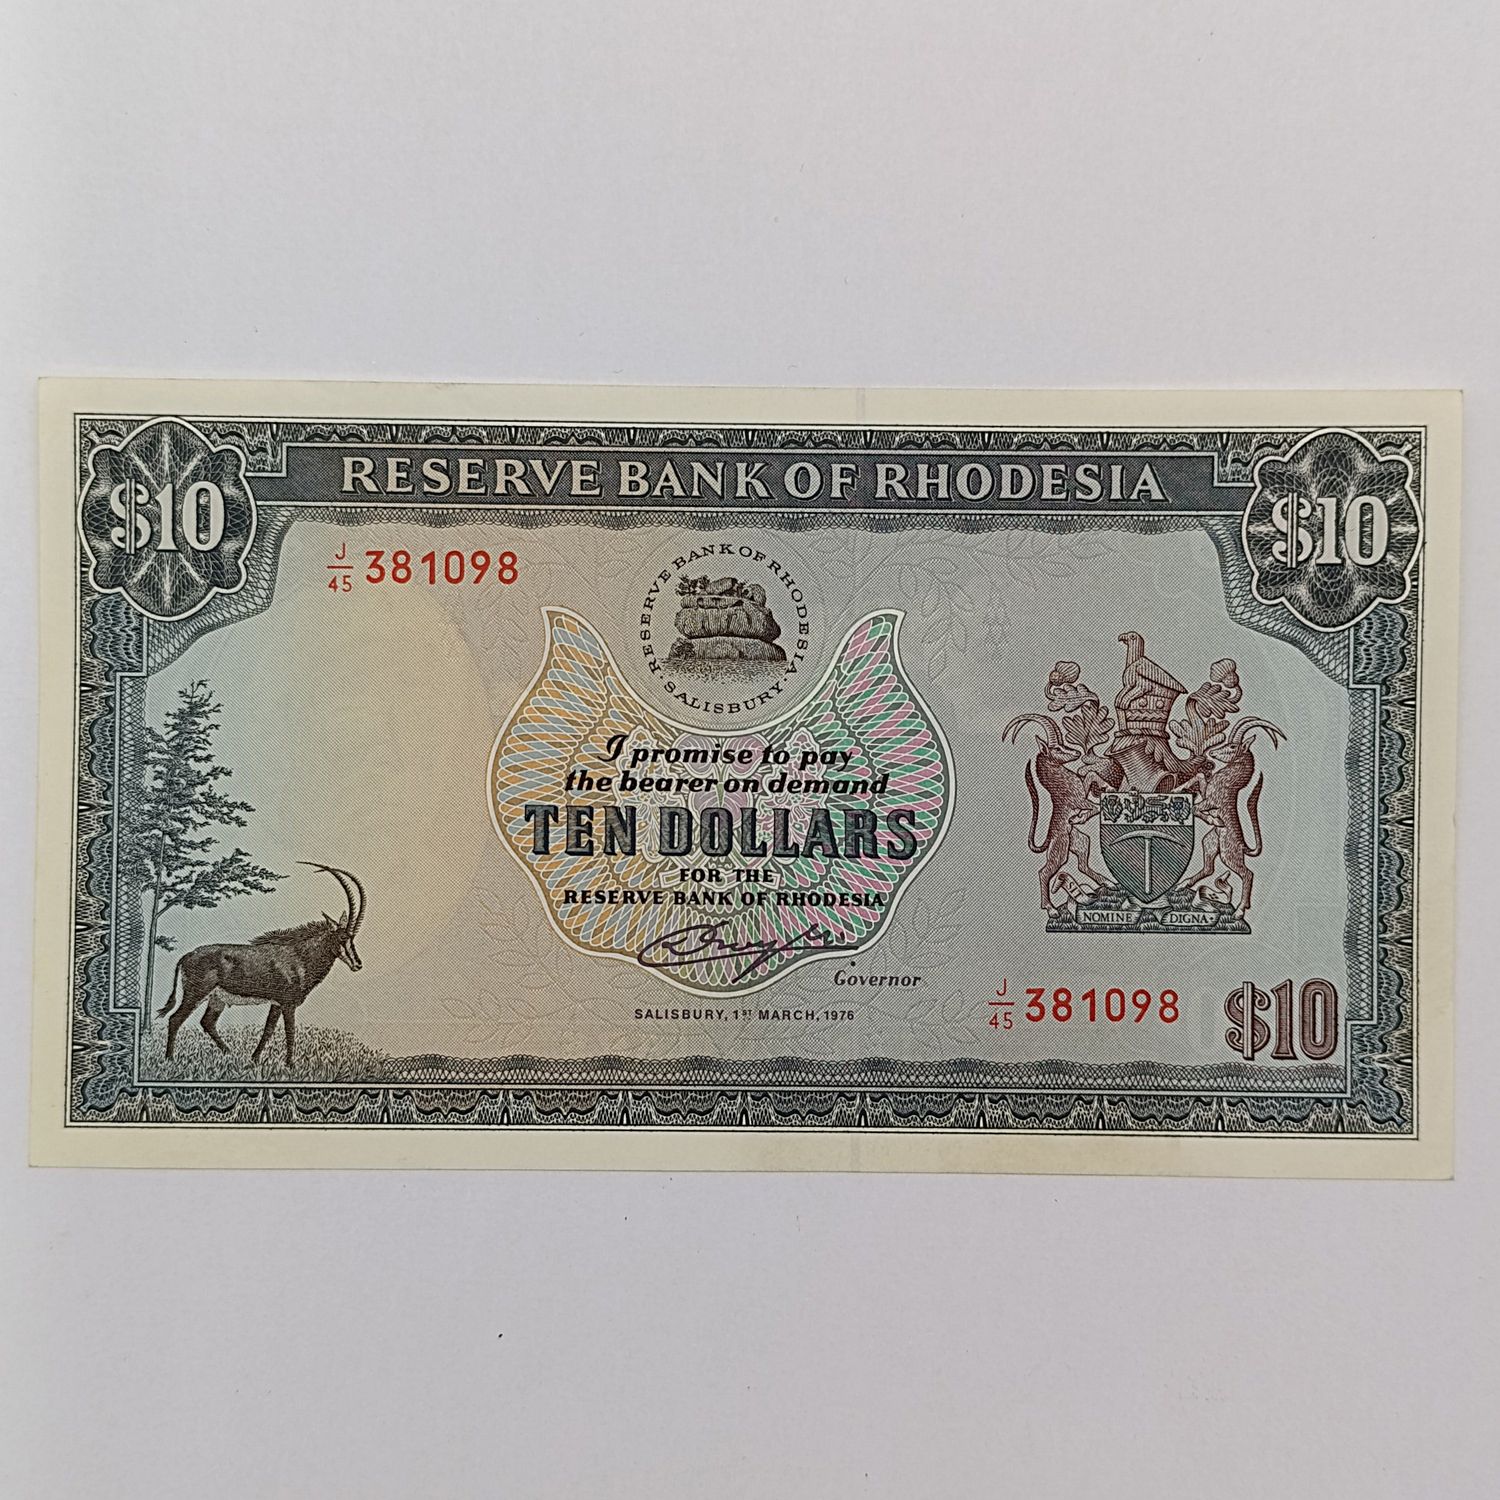 $10
RESERVE BANK OF RHODESIA
$10
J/45 381098
RESERVE BANK OF RHODESIA · SALISBURY ·
I promise to pay
the bearer on demand
TEN DOLLARS
FOR THE
RESERVE BANK OF RHODESIA
Governor
SALISBURY, 1ST MARCH, 1976
NOMINE DIGNA
J/45 381098
$10